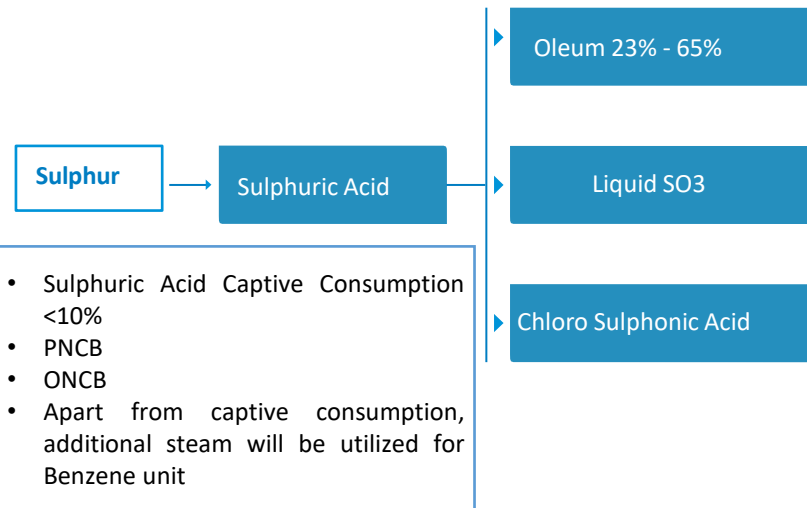 Oleum 23% - 65%
Sulphur
Sulphuric Acid
Liquid SO3
Chloro Sulphonic Acid
• Sulphuric Acid Captive Consumption
<10%
• PNCB
• ONCB
• Apart from captive consumption,
additional steam will be utilized for
Benzene unit